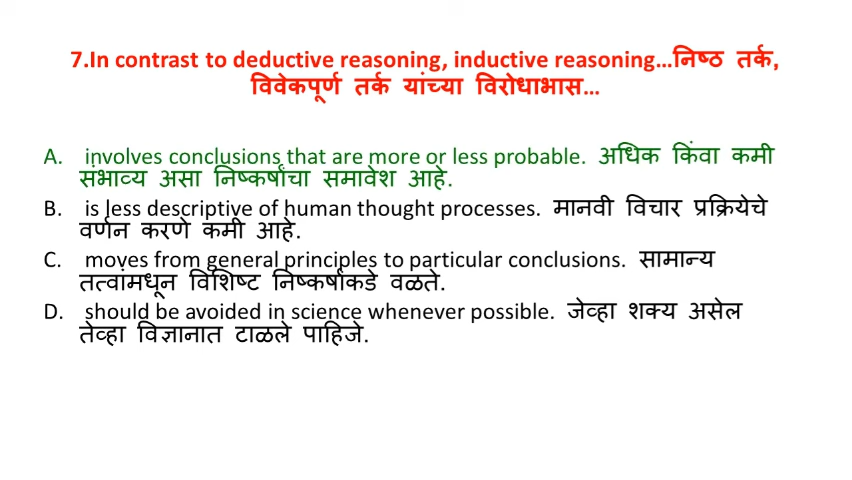 7.In contrast to deductive reasoning, inductive reasoning...निष्ठ तर्क,
विवेकपूर्ण तर्क यांच्या विरोधाभास...
A. involves conclusions that are more or less probable. अधिक किंवा कमी
संभाव्य असा निष्कर्षांचा समावेश आहे.
B. is less descriptive of human thought processes. मानवी विचार प्रक्रियेचे
वर्णन करणे कमी आहे.
C. moves from general principles to particular conclusions. सामान्य
तत्वांमधून विशिष्ट निष्कर्षाकडे वळते.
D. should be avoided in science whenever possible. जेव्हा शक्य असेल
तेव्हा विज्ञानात टाळले पाहिजे.